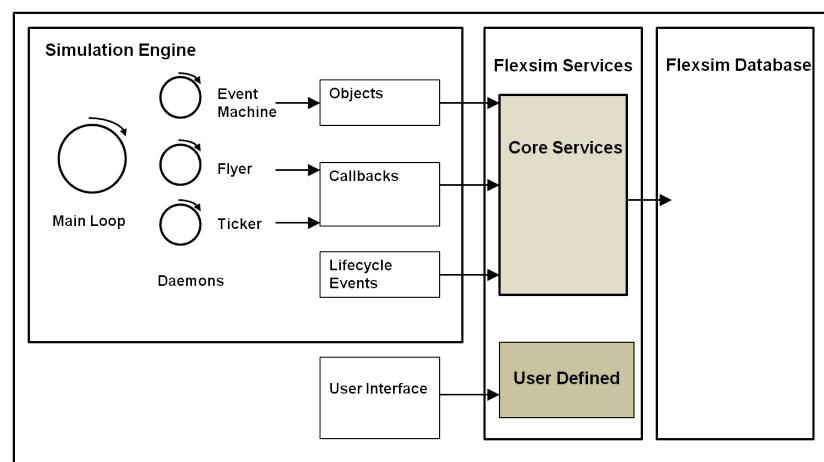 Simulation Engine
Event
Machine
Objects
Flyer
Callbacks
Main Loop
Ticker
Daemons
Lifecycle
Events
User Interface
Flexsim Services
Core Services
User Defined
Flexsim Database